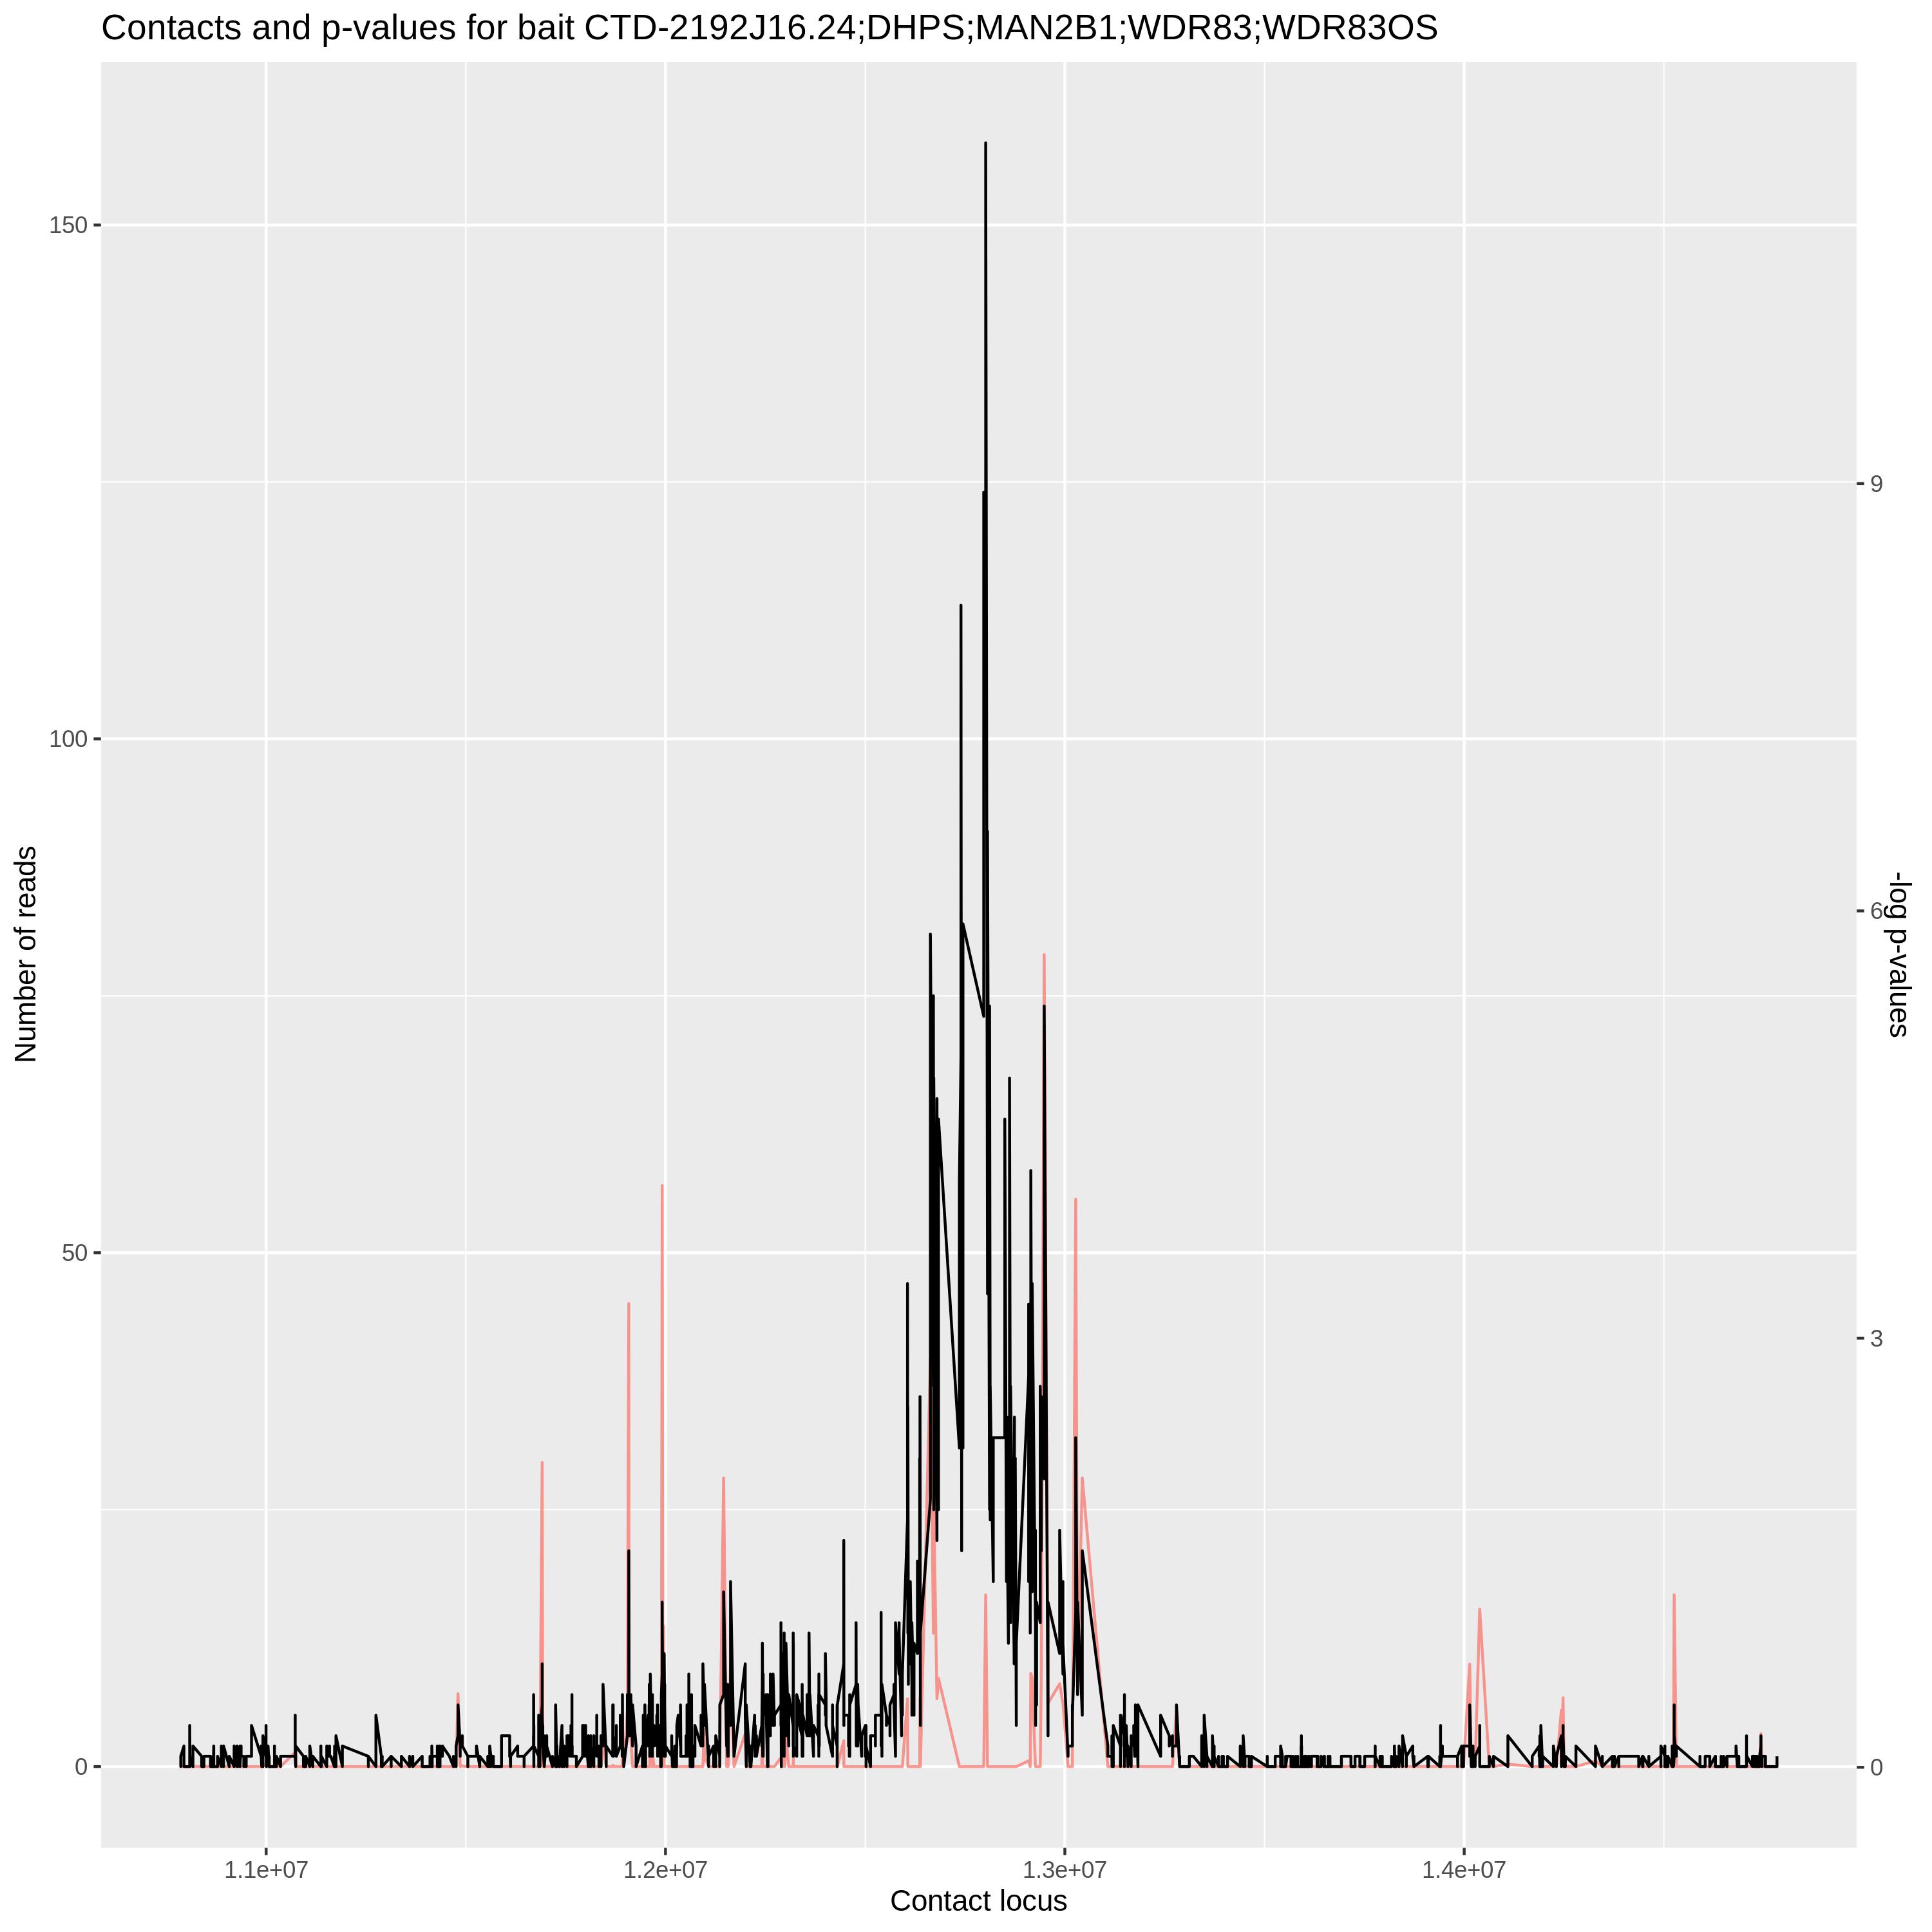 Contacts and p-values for bait CTD-2192J16.24;DHPS;MAN2B1;WDR83;WDR83OS
150
100
50
0
Number of reads
9
6
3
0
-log p-values
1.1e+07
1.2e+07
1.3e+07
1.4e+07
Contact locus